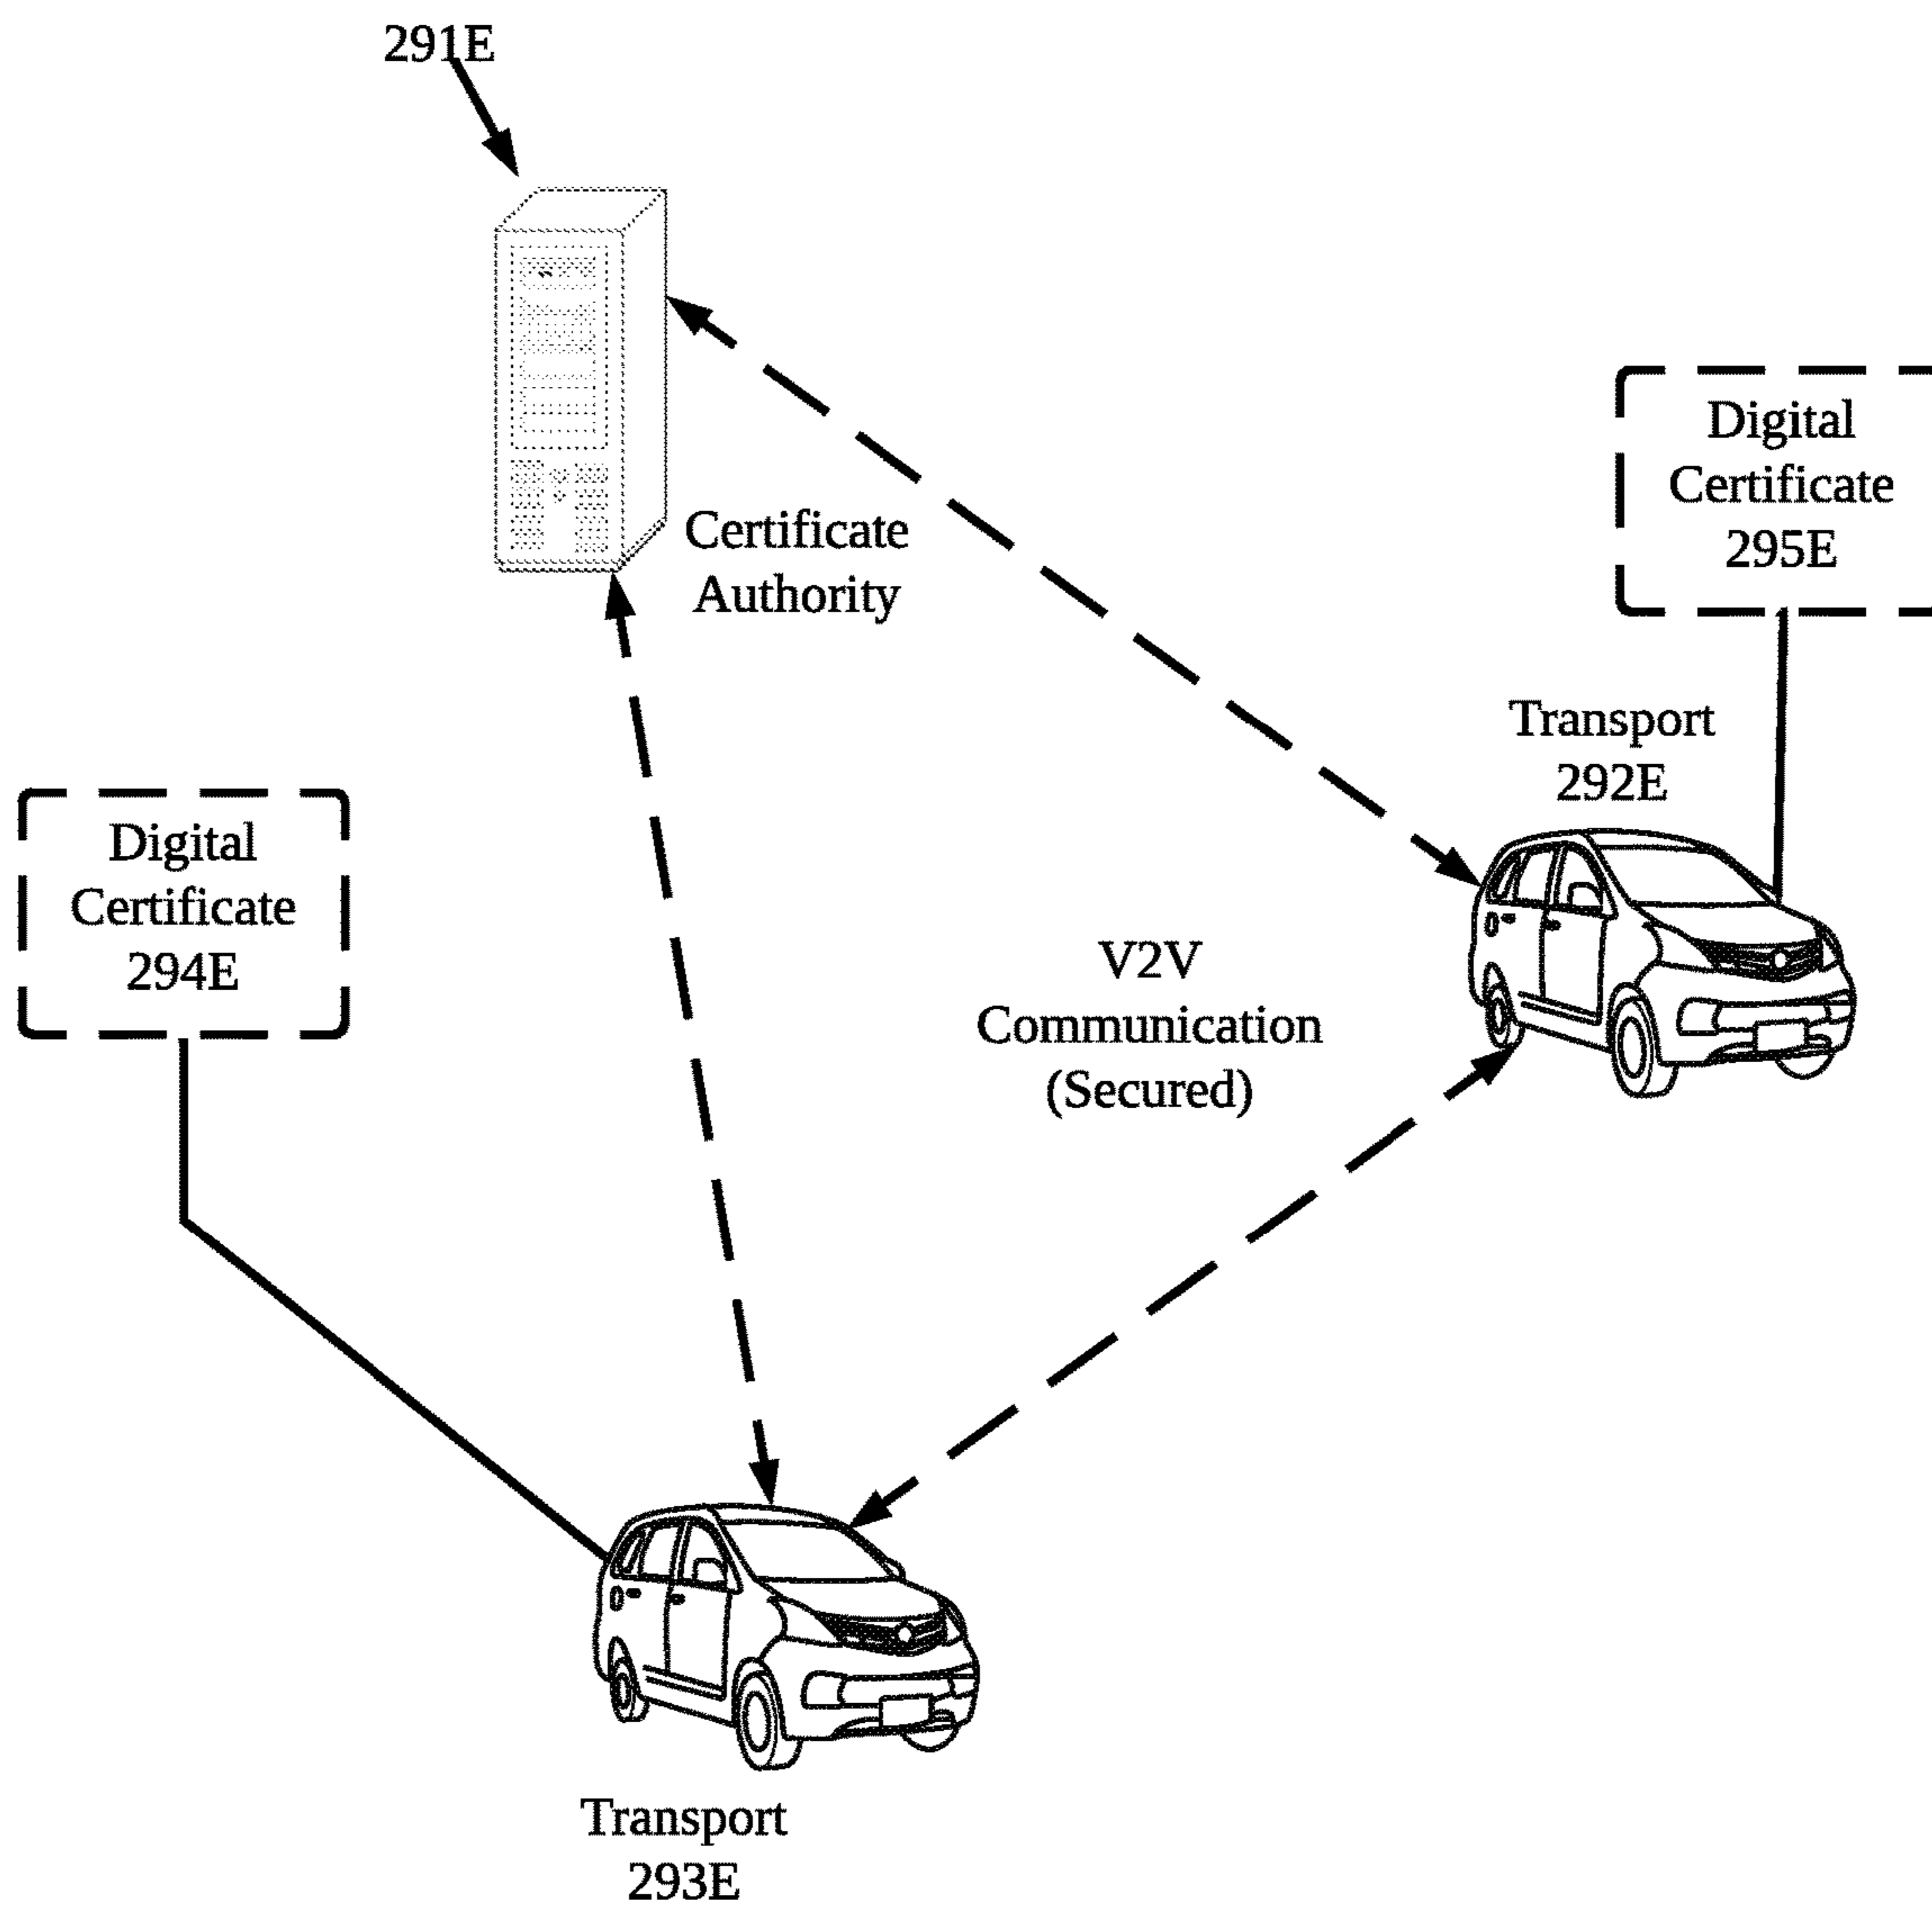 291E
Certificate
Authority
Digital
Certificate
295E
Transport
292E
Digital
Certificate
294E
V2V
Communication
(Secured)
Transport
293E